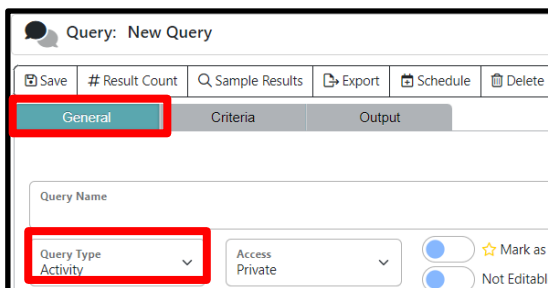 Query: New Query
Save # Result Count Sample Results Export Schedule Delete
General Criteria Output
Query Name
Query Type Access Mark as
Activity Private Not Editabl